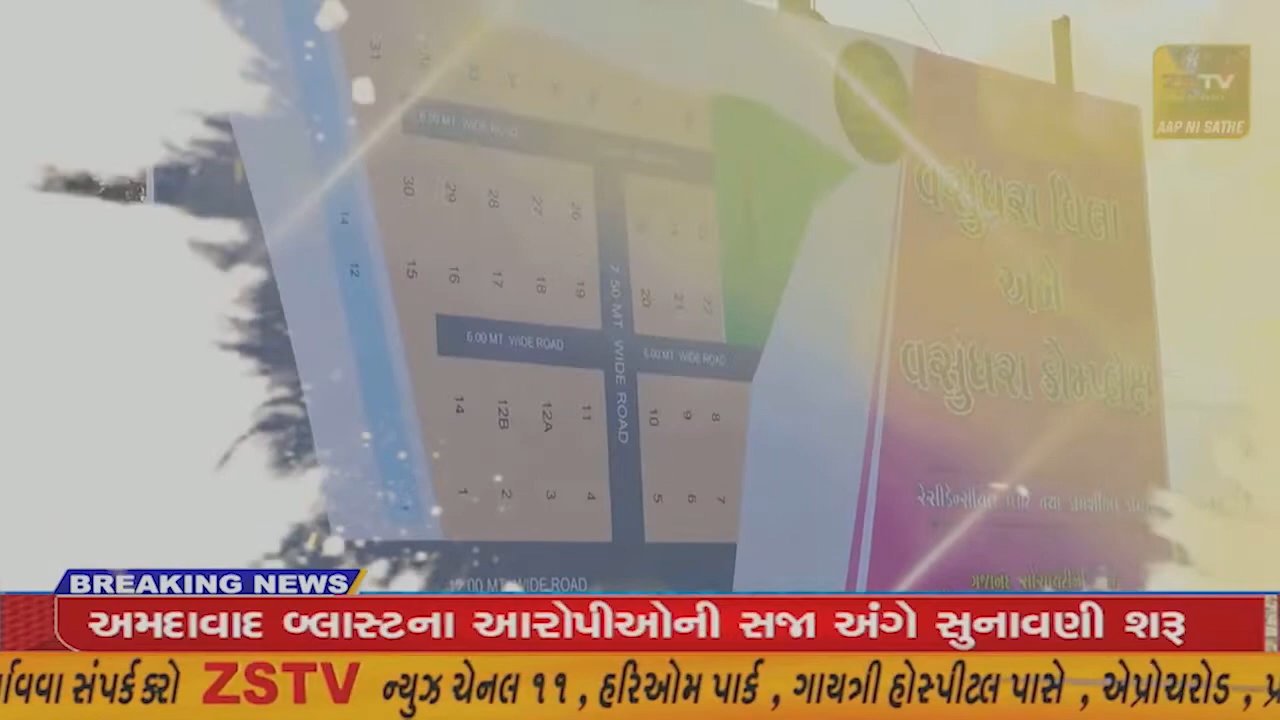 ZSTV
AAP NI SATHE
31
6.00 MT. WIDE ROAD
30 29 28 27 26
14
12
15 16 17 18 19 20 21 22
7.50 MT. WIDE ROAD
6.00 MT. WIDE ROAD
6.00 MT. WIDE ROAD
14 12B 12A 11 10 9 8
1 2 3 4 5 6 7
12.00 MT. WIDE ROAD
વસુંધરા વિલા
અને
વસુંધરા કોમ્પ્લેક્ષ
રેસીડેન્સીયલ તથા
BREAKING NEWS
અમદાવાદ બ્લાસ્ટના આરોપીઓની સજા અંગે સુનાવણી શરૂ
સંપર્ક કરો ZSTV ન્યુઝ ચેનલ ૧૧ , હરિઓમ પાર્ક , ગાયત્રી હોસ્પીટલ પાસે , એપ્રોચરોડ ,